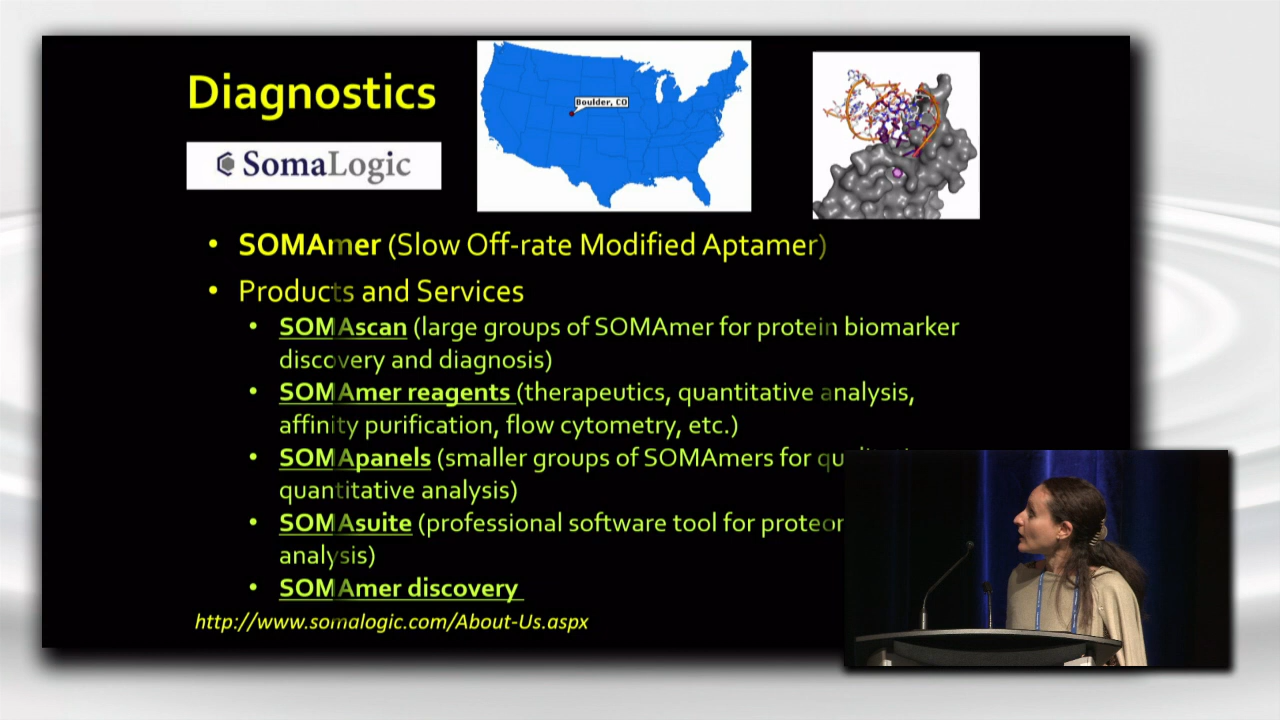 Diagnostics
Boulder, CO
SomaLogic
• SOMAmer (Slow Off-rate Modified Aptamer)
• Products and Services
• SOMAscan (large groups of SOMAmer for protein biomarker
discovery and diagnosis)
• SOMAmer reagents (therapeutics, quantitative analysis,
affinity purification, flow cytometry, etc.)
• SOMApanels (smaller groups of SOMAmers for
quantitative analysis)
• SOMAsuite (professional software tool for
analysis)
• SOMAmer discovery
http://www.somalogic.com/About-Us.aspx